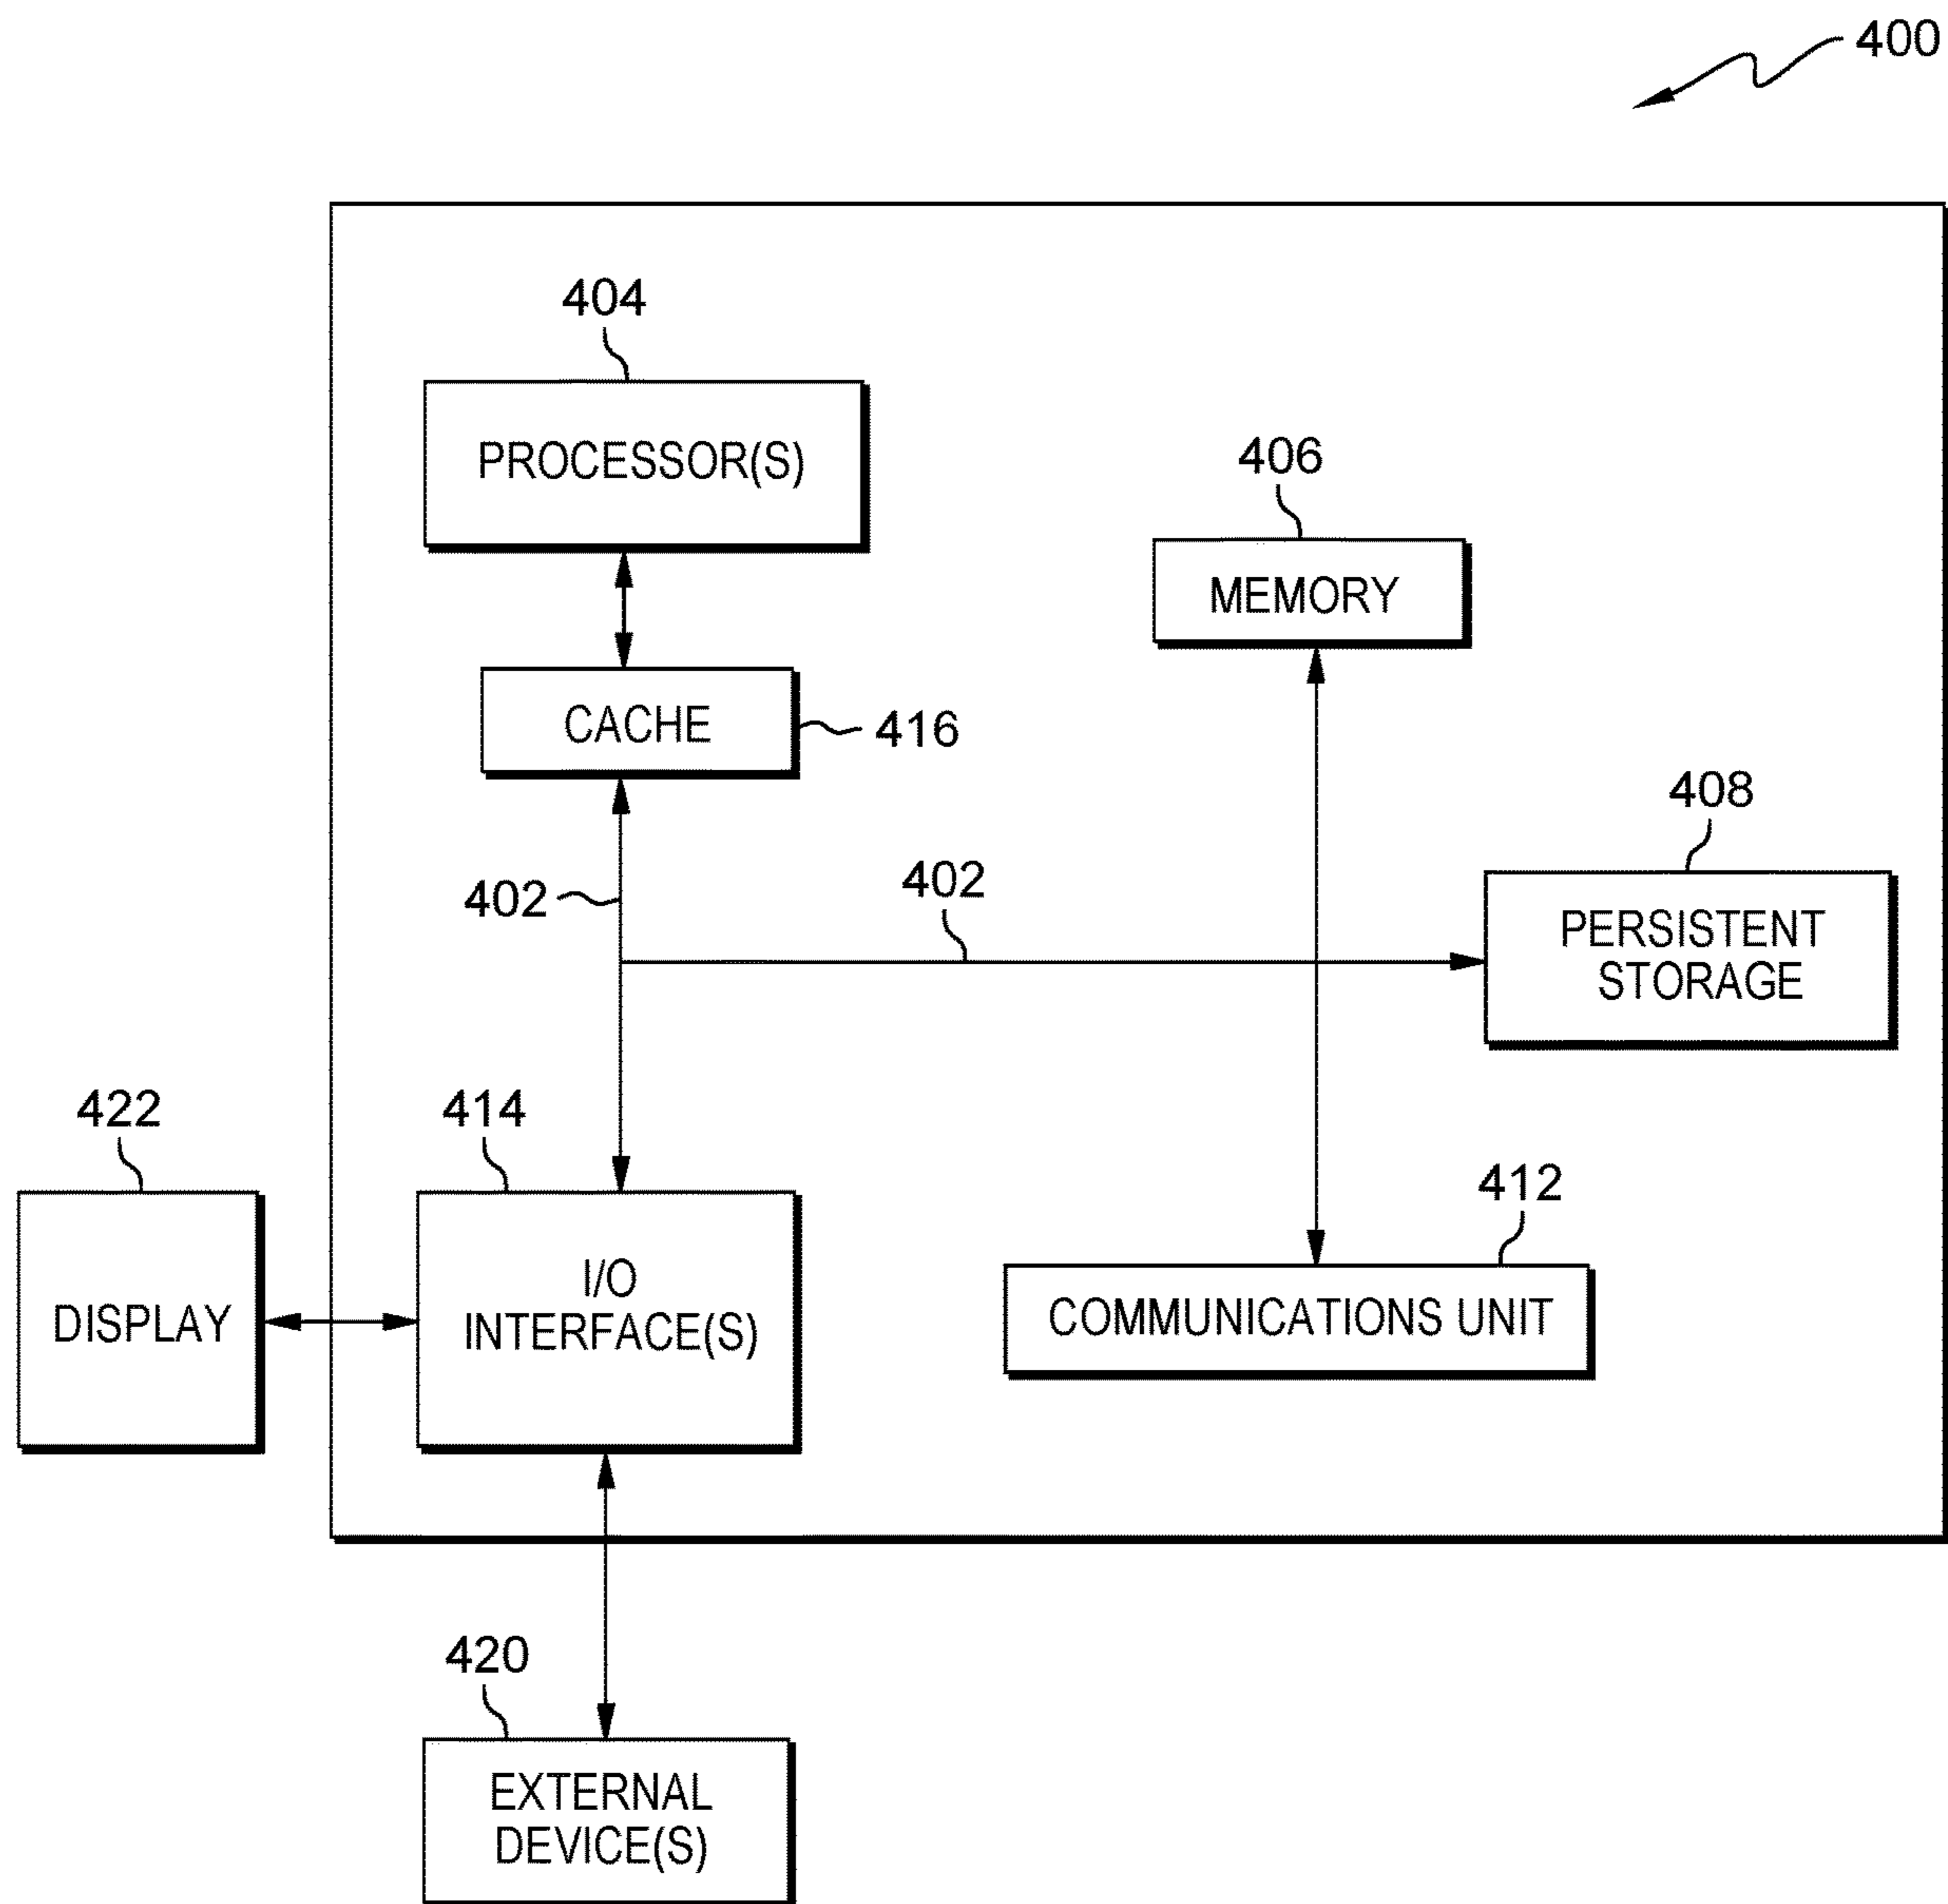 400
404
PROCESSOR(S)
406
MEMORY
CACHE
416
408
402
402
PERSISTENT
STORAGE
422
414
412
DISPLAY
I/O
INTERFACE(S)
COMMUNICATIONS UNIT
420
EXTERNAL
DEVICE(S)